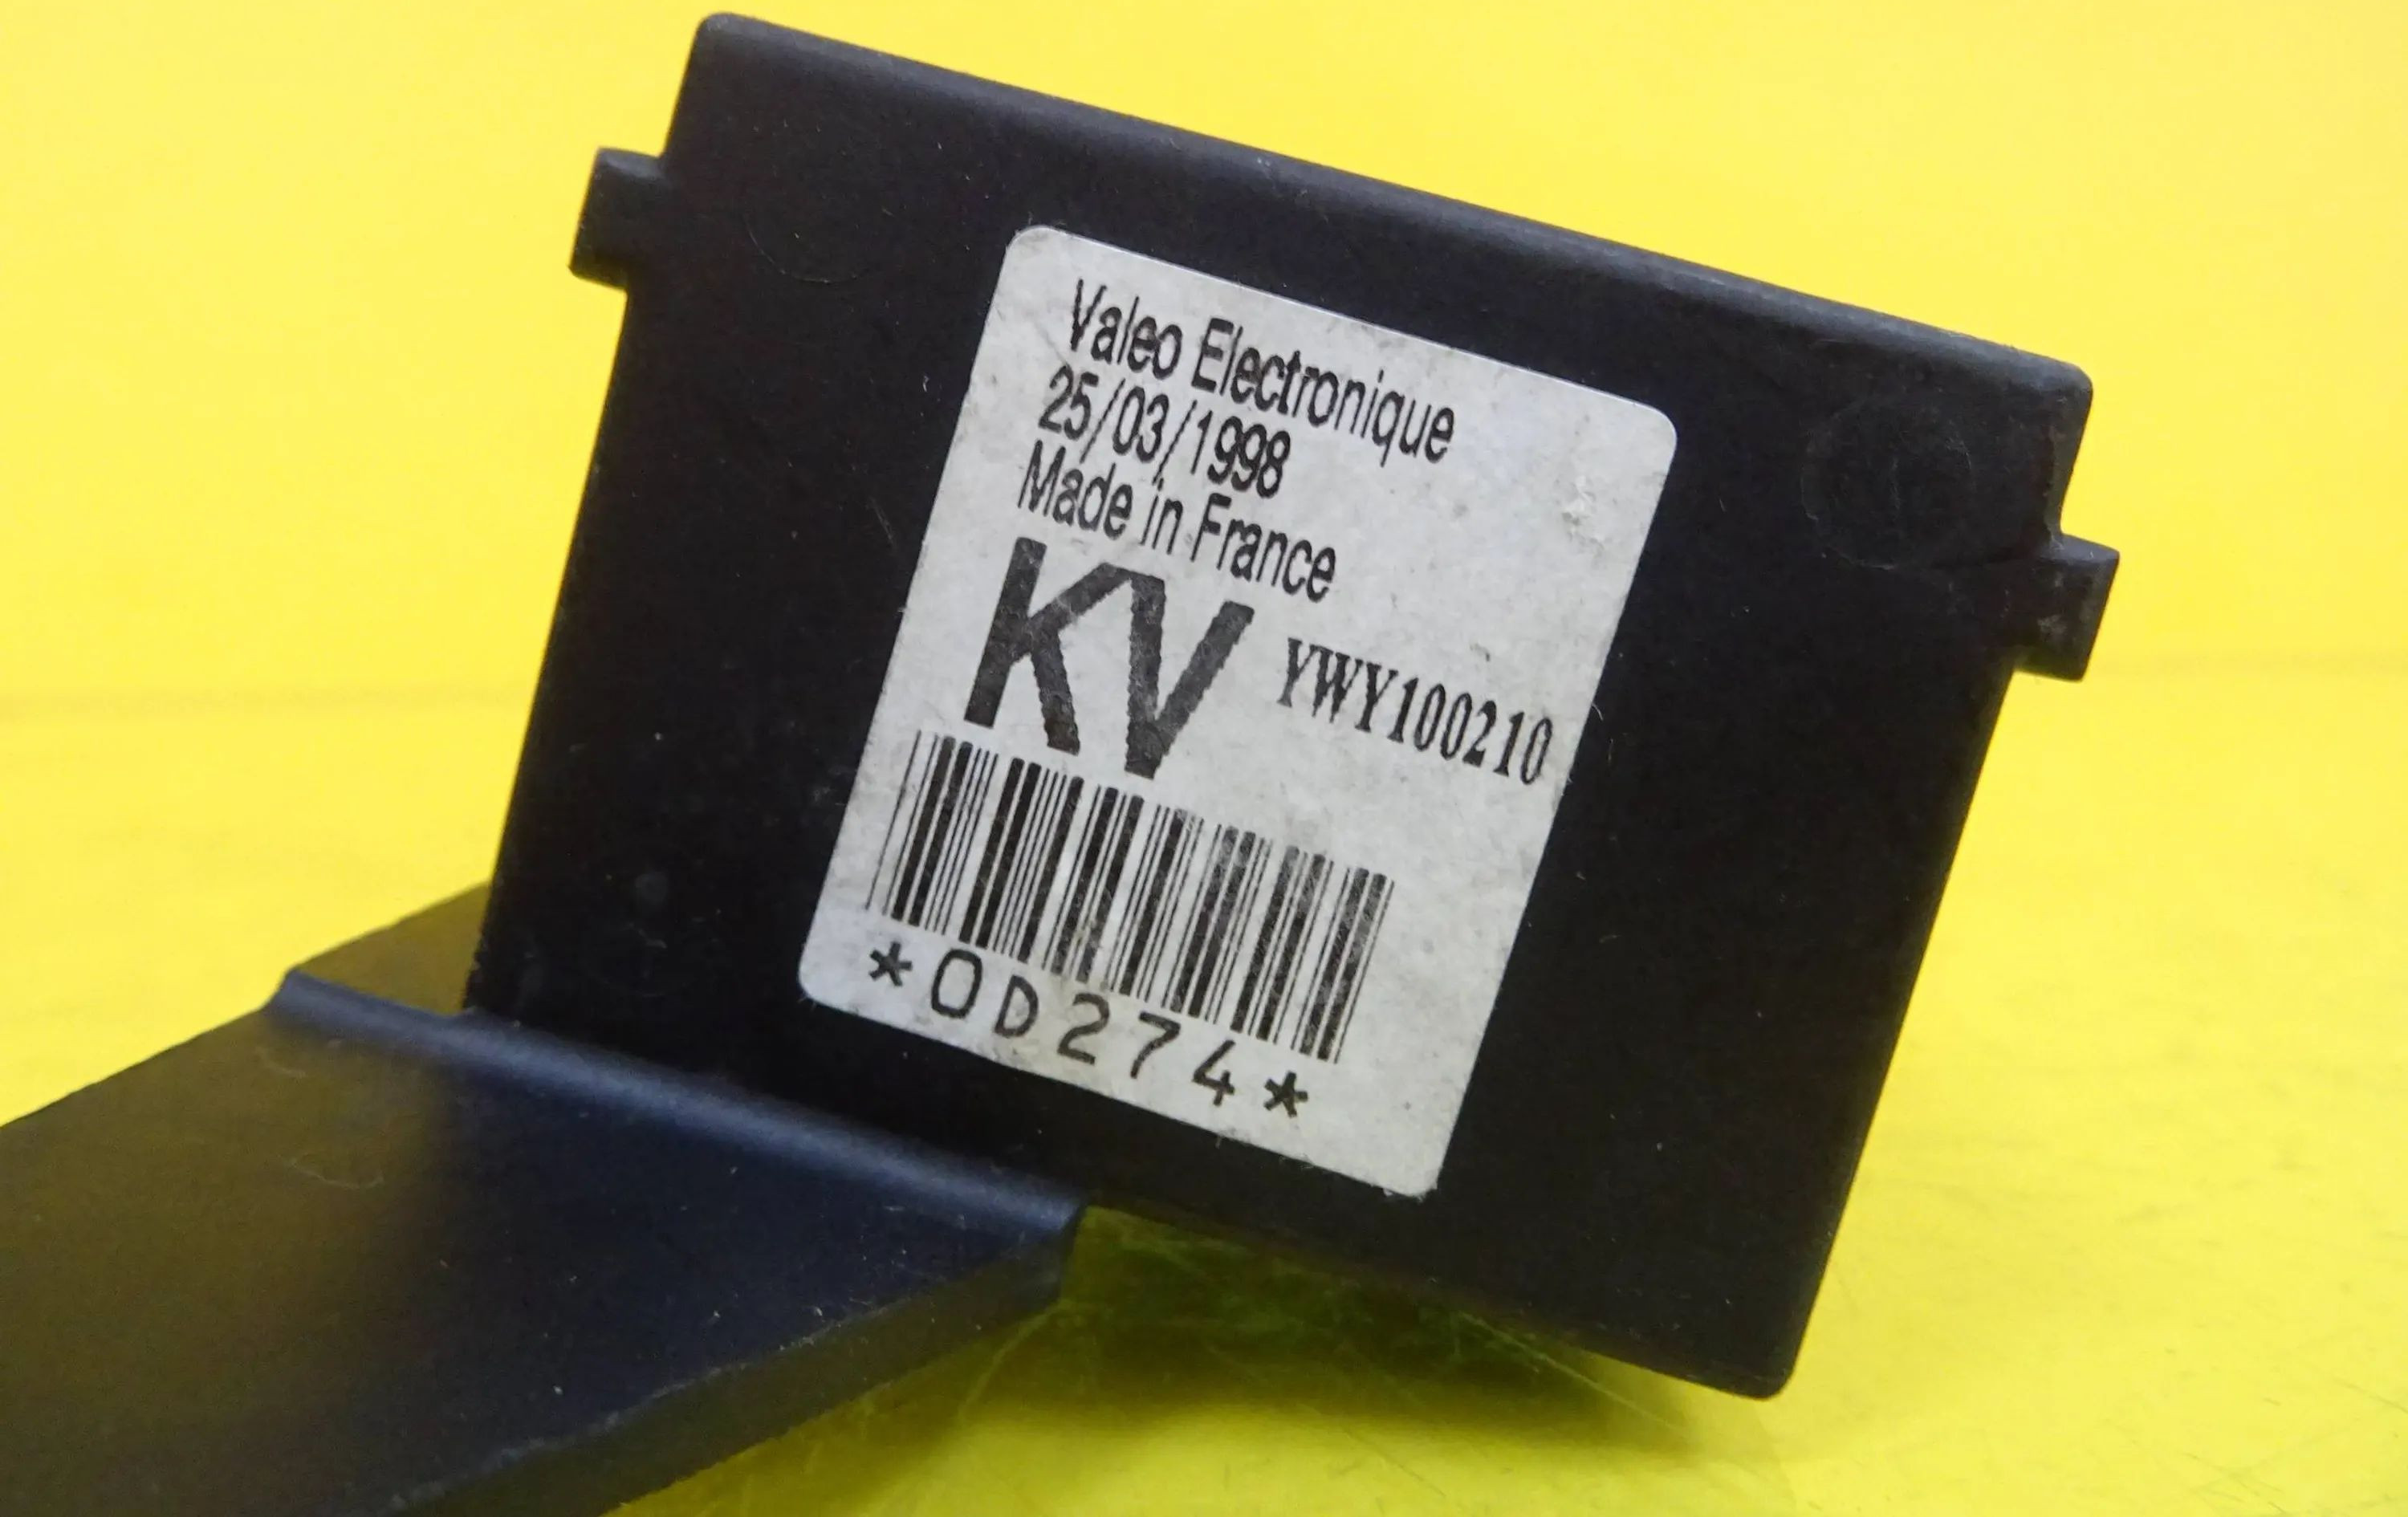 Valeo Electronique
25/03/1998
Made in France
KV YWY100210
*0D274*